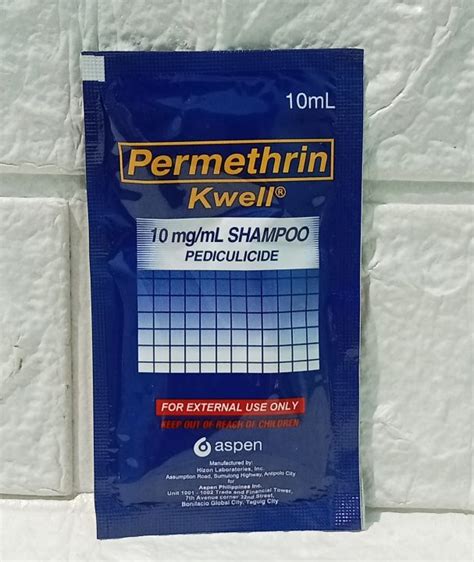 10mL
Permethrin
Kwell®
10 mg/mL SHAMPOO
PEDICULICIDE
FOR EXTERNAL USE ONLY
KEEP OUT OF REACH OF CHILDREN
aspen
Manufactured by:
Hizon Laboratories, Inc.
Assumption Road, Sumulong Highway, Antipolo City
for
Aspen Philippines Inc.
Unit 1001 - 1002 Trade and Financial Tower,
7th Avenue corner 32nd Street,
Bonifacio Global City, Taguig City